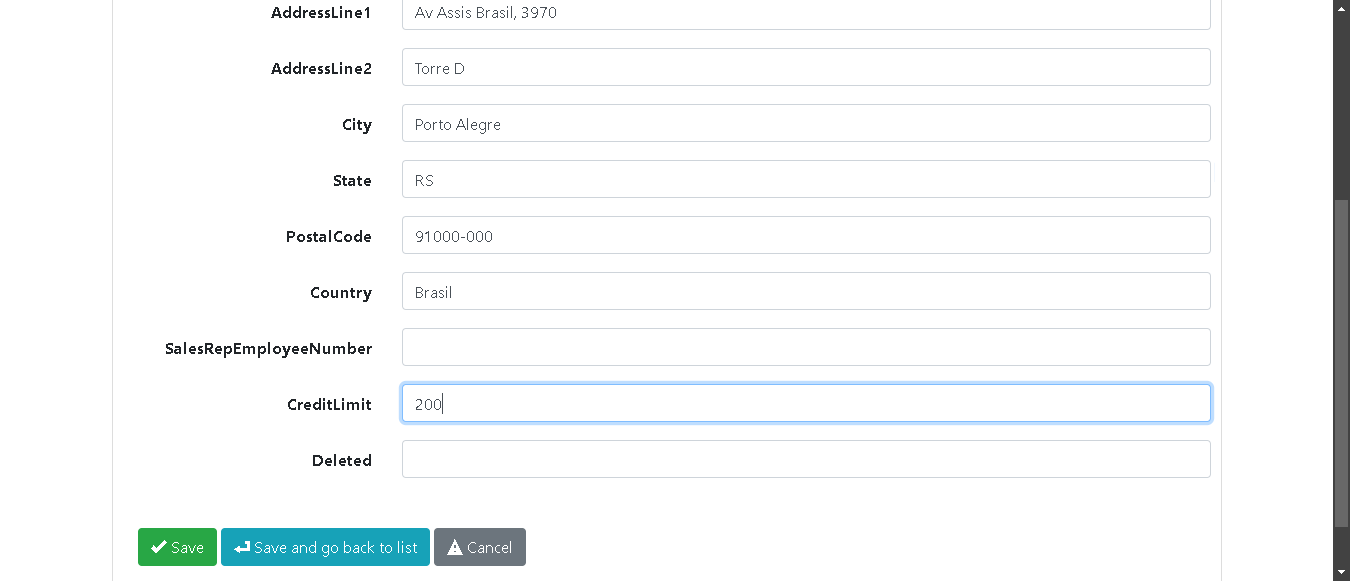 AddressLine1 Av Assis Brasil, 3970
AddressLine2 Torre D
City Porto Alegre
State RS
PostalCode 91000-000
Country Brasil
SalesRepEmployeeNumber
CreditLimit 200
Deleted
Save Save and go back to list Cancel